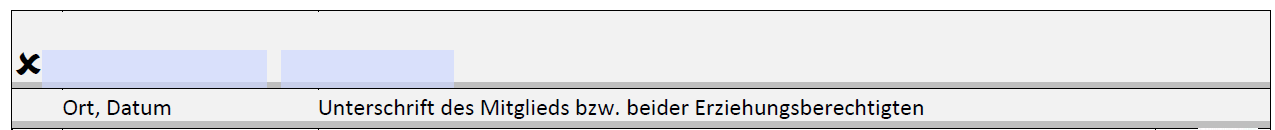 ✘
Ort, Datum Unterschrift des Mitglieds bzw. beider Erziehungsberechtigten